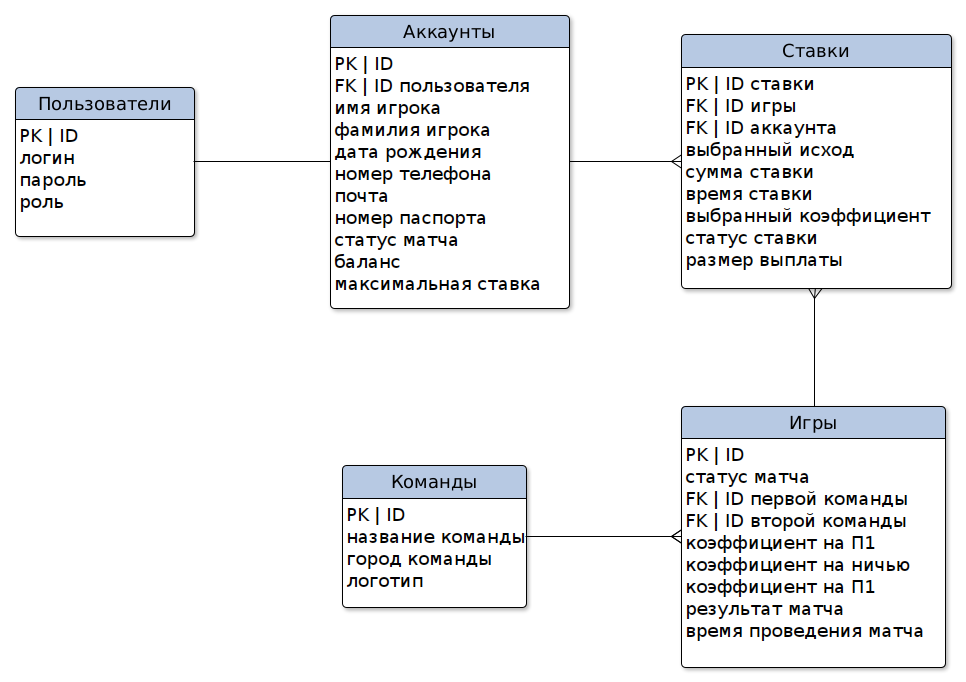 Пользователи
PK | ID
логин
пароль
роль
Аккаунты
PK | ID
FK | ID пользователя
имя игрока
фамилия игрока
дата рождения
номер телефона
почта
номер паспорта
статус матча
баланс
максимальная ставка
Ставки
PK | ID ставки
FK | ID игры
FK | ID аккаунта
выбранный исход
сумма ставки
время ставки
выбранный коэффициент
статус ставки
размер выплаты
Команды
PK | ID
название команды
город команды
логотип
Игры
PK | ID
статус матча
FK | ID первой команды
FK | ID второй команды
коэффициент на П1
коэффициент на ничью
коэффициент на П1
результат матча
время проведения матча